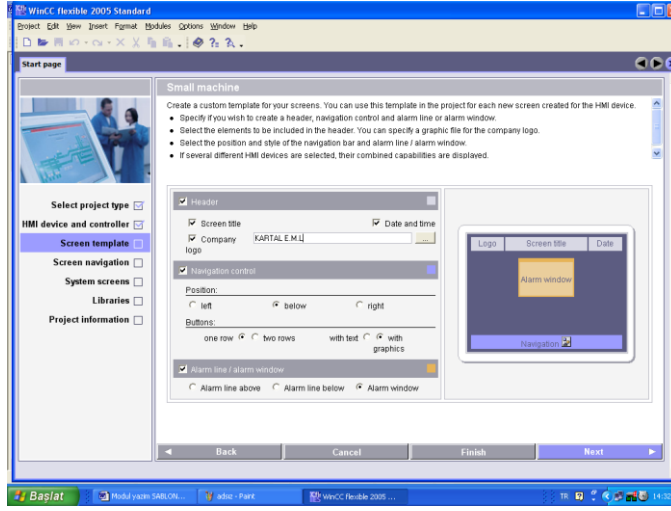 WinCC flexible 2005 Standard
Project Edit View Insert Format Modules Options Window Help
Start page
Small machine
Create a custom template for your screens. You can use this template in the project for each new screen created for the HMI device.
Specify if you wish to create a header, navigation control and alarm line or alarm window.
Select the elements to be included in the header. You can specify a graphic file for the company logo.
Select the position and style of the navigation bar and alarm line / alarm window.
If several different HMI devices are selected, their combined capabilities are displayed.
Select project type
HMI device and controller
Screen template
Screen navigation
System screens
Libraries
Project information
Header
Screen title Date and time
Company logo KARTAL E.M.L ...
Navigation control
Position:
left below right
Buttons:
one row two rows with text with graphics
Alarm line / alarm window
Alarm line above Alarm line below Alarm window
Logo Screen title Date
Alarm window
Navigation
Back Cancel Finish Next
Başlat Modul yazim SABLON... adsız - Paint WinCC flexible 2005 ... TR 14:32